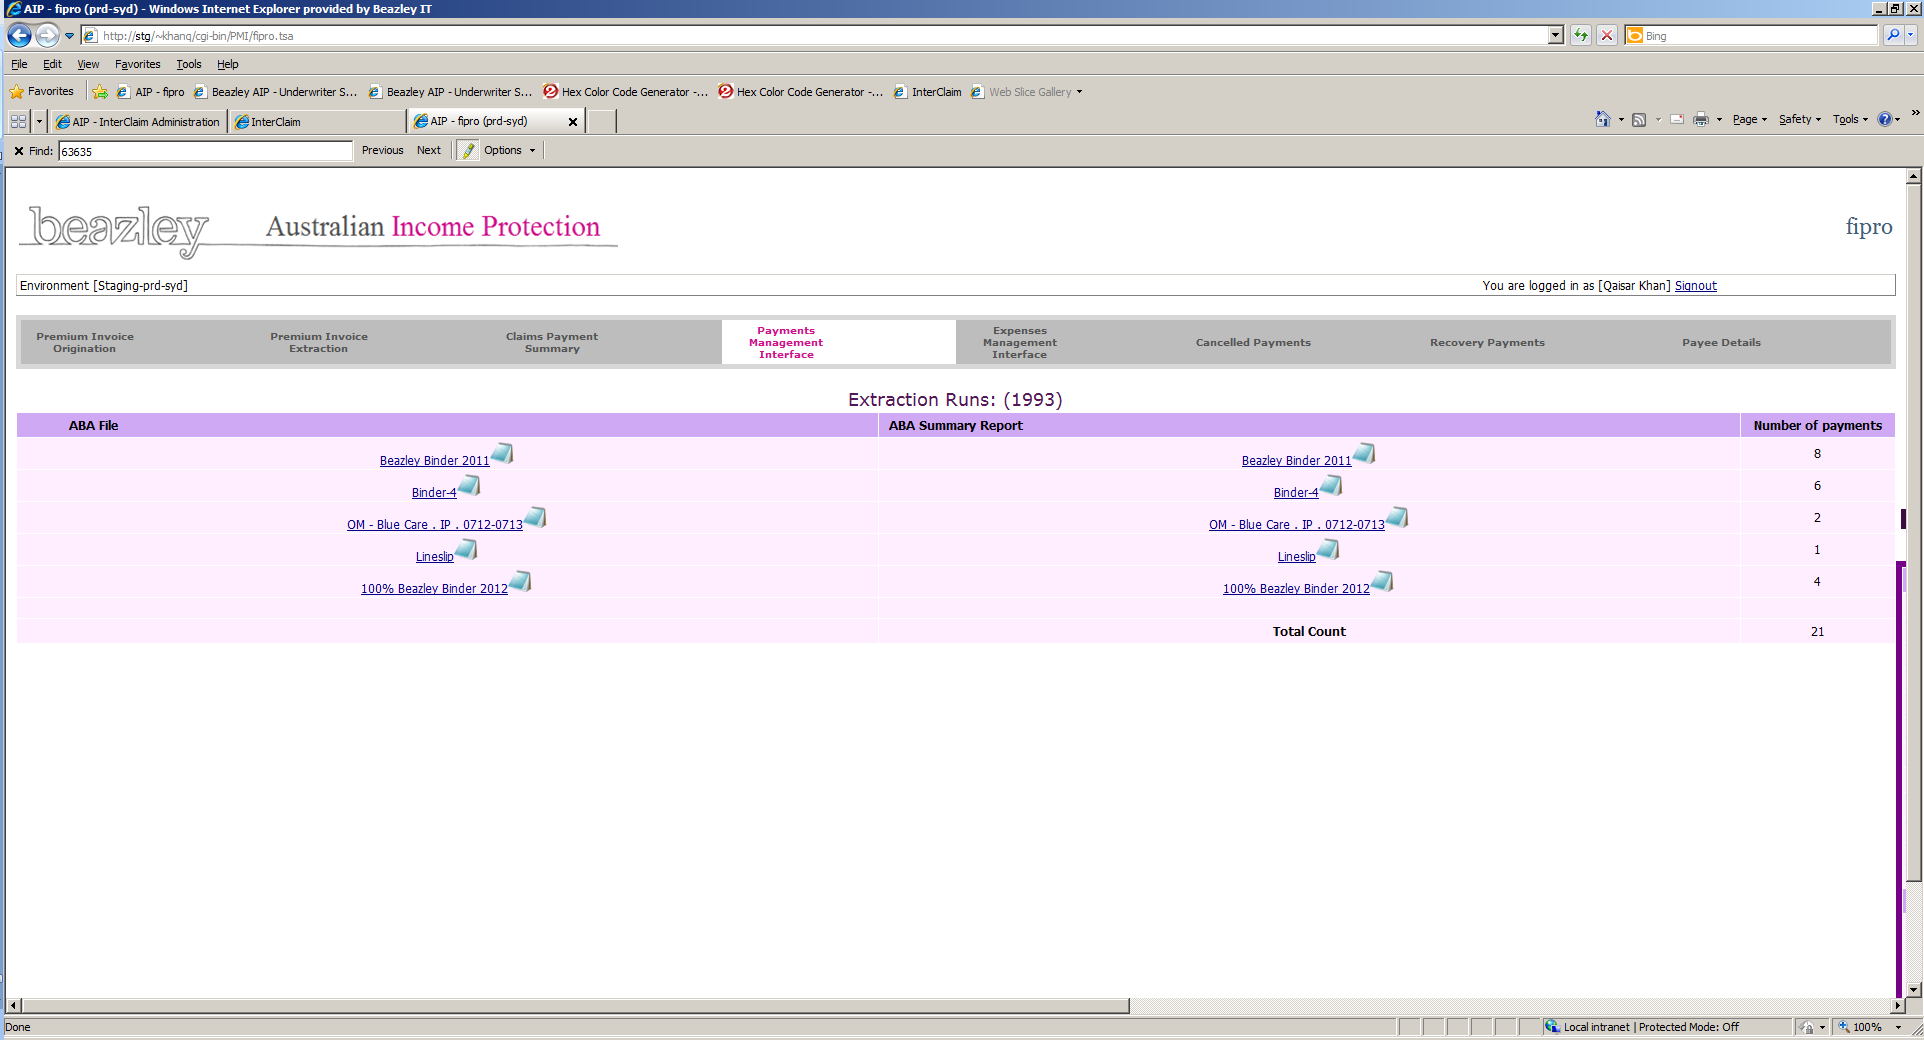 AIP - fipro (prd-syd) - Windows Internet Explorer provided by Beazley IT
http://stg/~khanq/cgi-bin/PMI/fipro.tsa
Bing
File Edit View Favorites Tools Help
Favorites AIP - fipro Beazley AIP - Underwriter S... Beazley AIP - Underwriter S... Hex Color Code Generator -... Hex Color Code Generator -... InterClaim Web Slice Gallery
AIP - InterClaim Administration InterClaim AIP - fipro (prd-syd) Page Safety Tools
Find: 63635 Previous Next Options
beazley Australian Income Protection fipro
Environment [Staging-prd-syd] You are logged in as [Qaisar Khan] Signout
Premium Invoice Origination
Premium Invoice Extraction
Claims Payment Summary
Payments Management Interface
Expenses Management Interface
Cancelled Payments
Recovery Payments
Payee Details
Extraction Runs: (1993)
ABA File ABA Summary Report Number of payments
Beazley Binder 2011 Beazley Binder 2011 8
Binder-4 Binder-4 6
OM - Blue Care . IP . 0712-0713 OM - Blue Care . IP . 0712-0713 2
Lineslip Lineslip 1
100% Beazley Binder 2012 100% Beazley Binder 2012 4
Total Count 21
Done Local intranet | Protected Mode: Off 100%